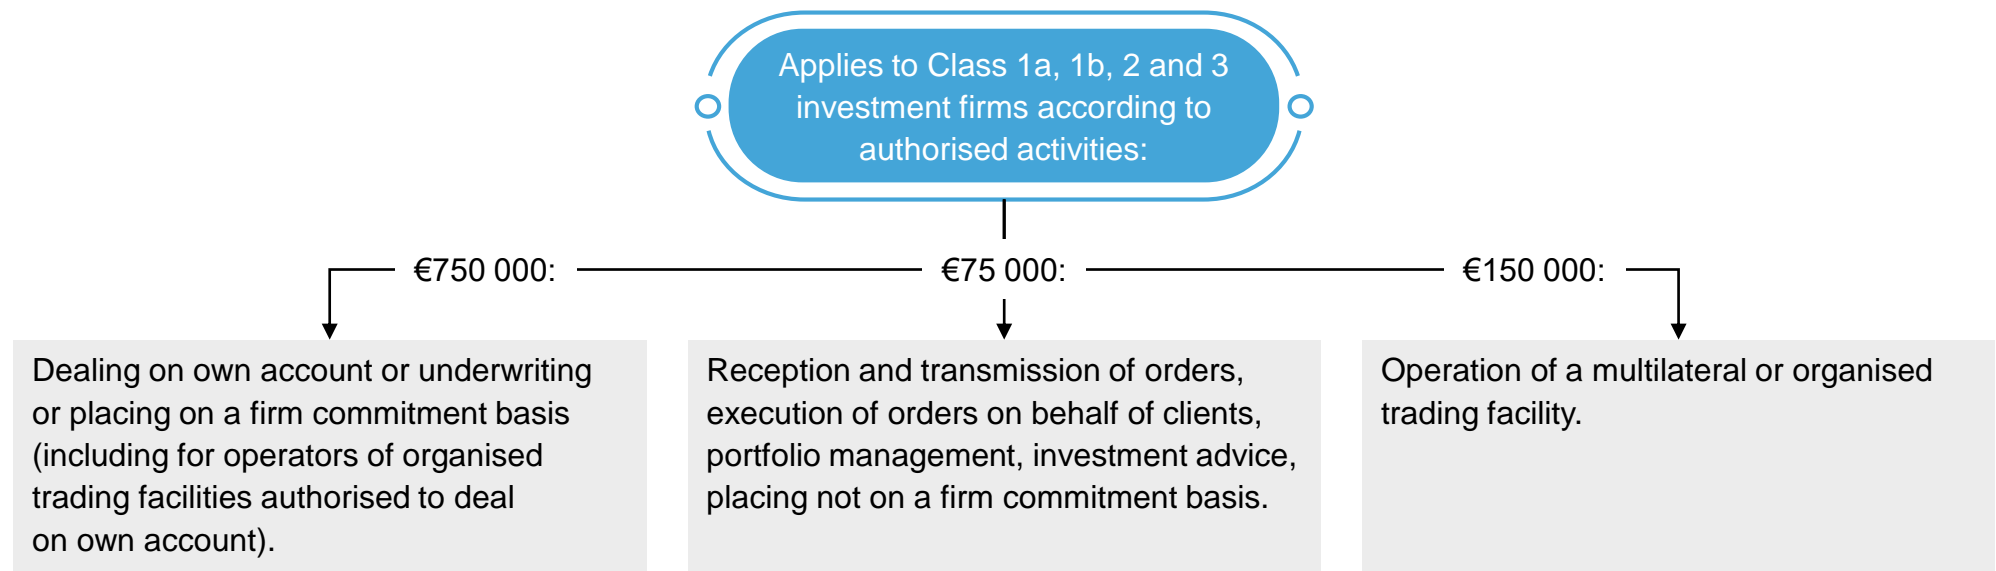 Applies to Class 1a, 1b, 2 and 3
investment firms according to
authorised activities:
€750 000:
Dealing on own account or underwriting
or placing on a firm commitment basis
(including for operators of organised
trading facilities authorised to deal
on own account).
€75 000:
Reception and transmission of orders,
execution of orders on behalf of clients,
portfolio management, investment advice,
placing not on a firm commitment basis.
€150 000:
Operation of a multilateral or organised
trading facility.